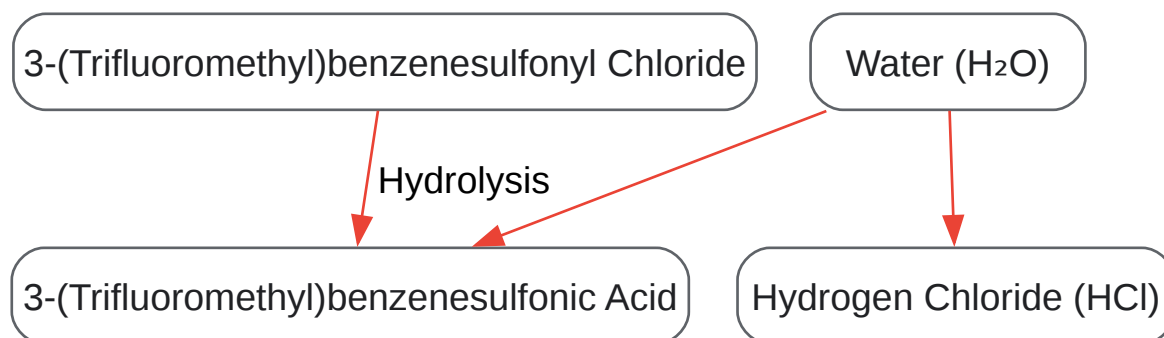 3-(Trifluoromethyl)benzenesulfonyl Chloride
Water (H₂O)
Hydrolysis
3-(Trifluoromethyl)benzenesulfonic Acid
Hydrogen Chloride (HCl)